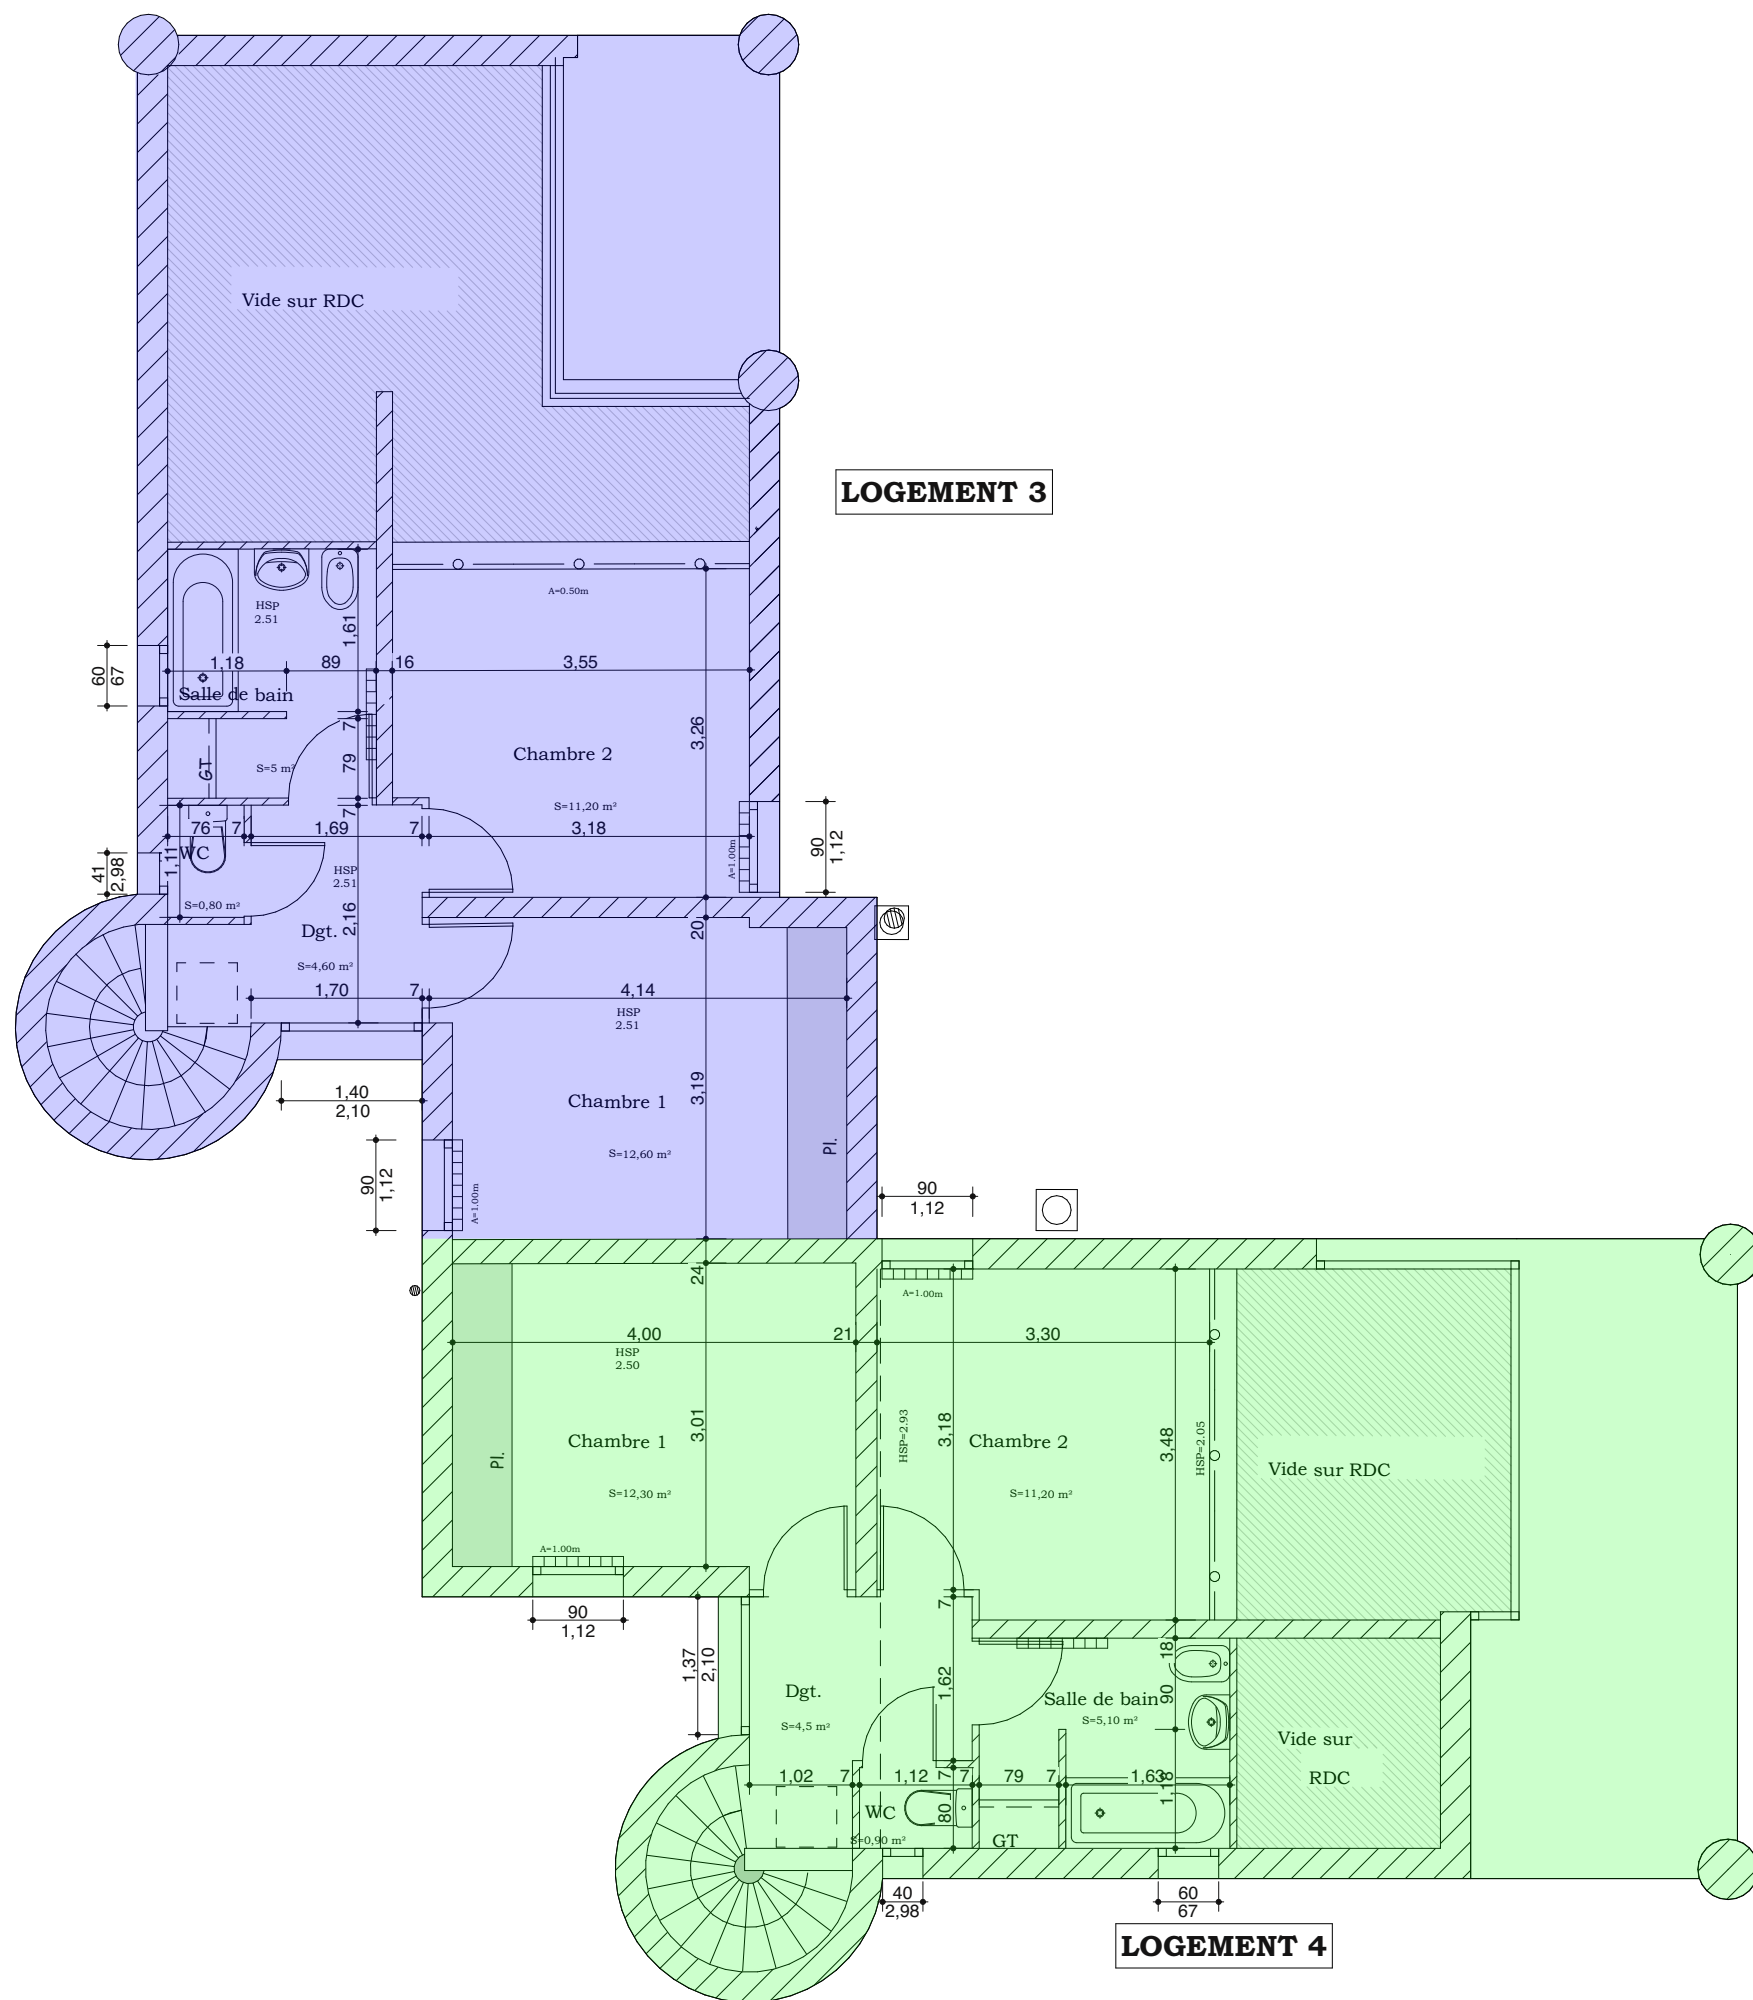 Vide sur RDC
LOGEMENT 3
HSP
2.51
A=0.50m
1,61
1,18
89
16
3,55
60
67
Salle de bain
7
3,26
79
GT
S=5 m²
Chambre 2
S=11,20 m²
7
76
7
1,69
7
3,18
90
1,12
A=1.00m
WC
1,11
41
2,98
HSP
2.51
S=0,80 m²
2,16
Dgt.
20
S=4,60 m²
1,70
7
4,14
HSP
2.51
1,40
2,10
3,19
Chambre 1
Pl.
S=12,60 m²
90
1,12
A=1.00m
90
1,12
24
A=1.00m
4,00
21
3,30
HSP
2.50
3,01
HSP=2.93
3,18
3,48
HSP=2.05
Chambre 1
Chambre 2
Pl.
Vide sur RDC
S=12,30 m²
S=11,20 m²
A=1.00m
90
1,12
7
1,37
2,10
18
1,62
90
Dgt.
Salle de bain
S=4,5 m²
S=5,10 m²
Vide sur
RDC
1,02
7
1,12
7
7
79
7
1,63
1,18
80
WC
S=0,90 m²
GT
40
2,98
60
67
LOGEMENT 4